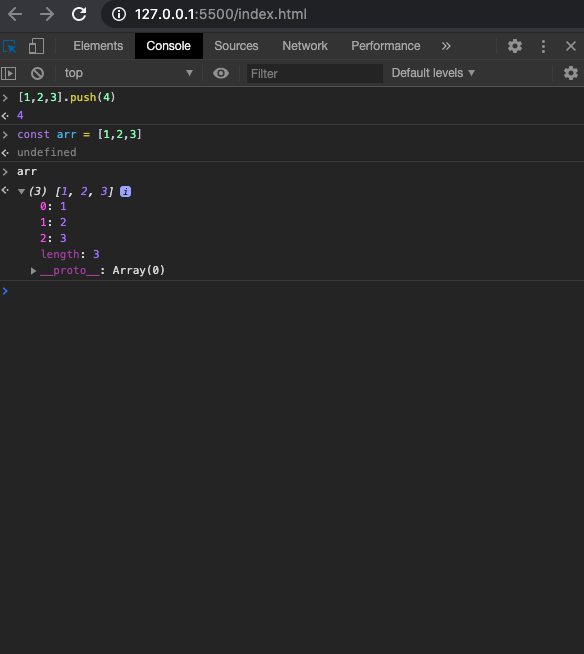 127.0.0.1:5500/index.html
Elements Console Sources Network Performance »
top Filter Default levels
[1,2,3].push(4)
4
const arr = [1,2,3]
undefined
arr
(3) [1, 2, 3] i
0: 1
1: 2
2: 3
length: 3
__proto__: Array(0)